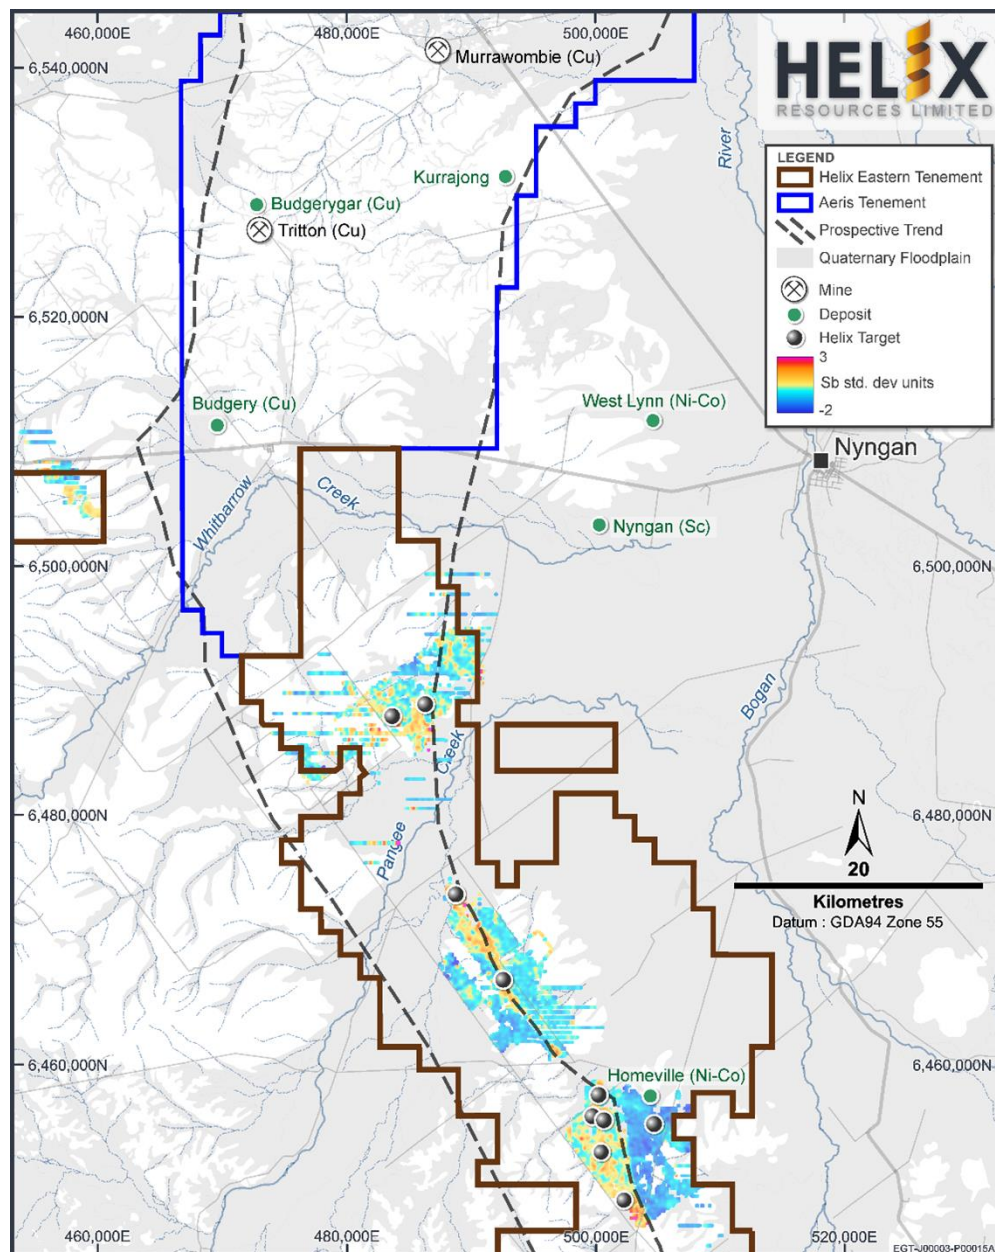 460,000E
480,000E
500,000E
6,540,000N
Murrawombie (Cu)
HELIX
RESOURCES LIMITED
River
LEGEND
Helix Eastern Tenement
Aeris Tenement
Prospective Trend
Quaternary Floodplain
Mine
Deposit
Helix Target
3
Sb std. dev units
-2
Kurrajong
Budgerygar (Cu)
Tritton (Cu)
6,520,000N
Budgery (Cu)
West Lynn (Ni-Co)
Nyngan
Whitbarrow
Creek
Nyngan (Sc)
6,500,000N
6,500,000N
Bogan
Creek
Pangee
6,480,000N
6,480,000N
N
20
Kilometres
Datum : GDA94 Zone 55
6,460,000N
6,460,000N
Homeville (Ni-Co)
460,000E
480,000E
500,000E
520,000E
EGT-J00003-P00015A